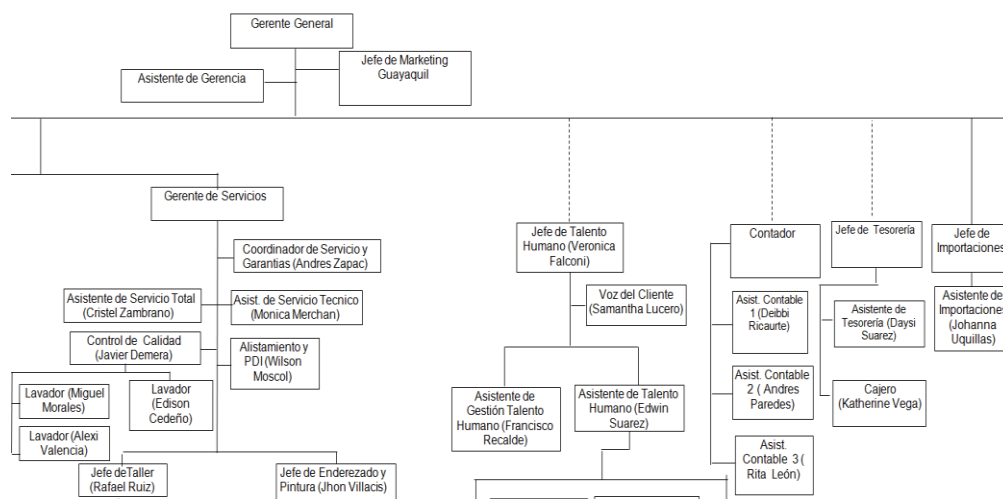 Gerente General
Jefe de Marketing
Guayaquil
Asistente de Gerencia
Gerente de Servicios
Coordinador de Servicio y
Garantias (Andres Zapac)
Asistente de Servicio Total
(Cristel Zambrano)
Asist. de Servicio Tecnico
(Monica Merchan)
Control de Calidad
(Javier Demera)
Alistamiento y
PDI (Wilson
Moscol)
Lavador (Miguel
Morales)
Lavador
(Edison
Cedeño)
Lavador (Alexi
Valencia)
Jefe de Taller
(Rafael Ruiz)
Jefe de Enderezado y
Pintura (Jhon Villacis)
Jefe de Talento
Humano (Veronica
Falconi)
Voz del Cliente
(Samantha Lucero)
Asistente de
Gestión Talento
Humano (Francisco
Recalde)
Asistente de Talento
Humano (Edwin
Suarez)
Contador
Asist. Contable
1 (Deibbi
Ricaurte)
Asist. Contable
2 ( Andres
Paredes)
Asist.
Contable 3 (
Rita León)
Jefe de Tesorería
Asistente de
Tesorería (Daysi
Suarez)
Cajero
(Katherine Vega)
Jefe de
Importaciones
Asistente de
Importaciones
(Johanna
Uquillas)